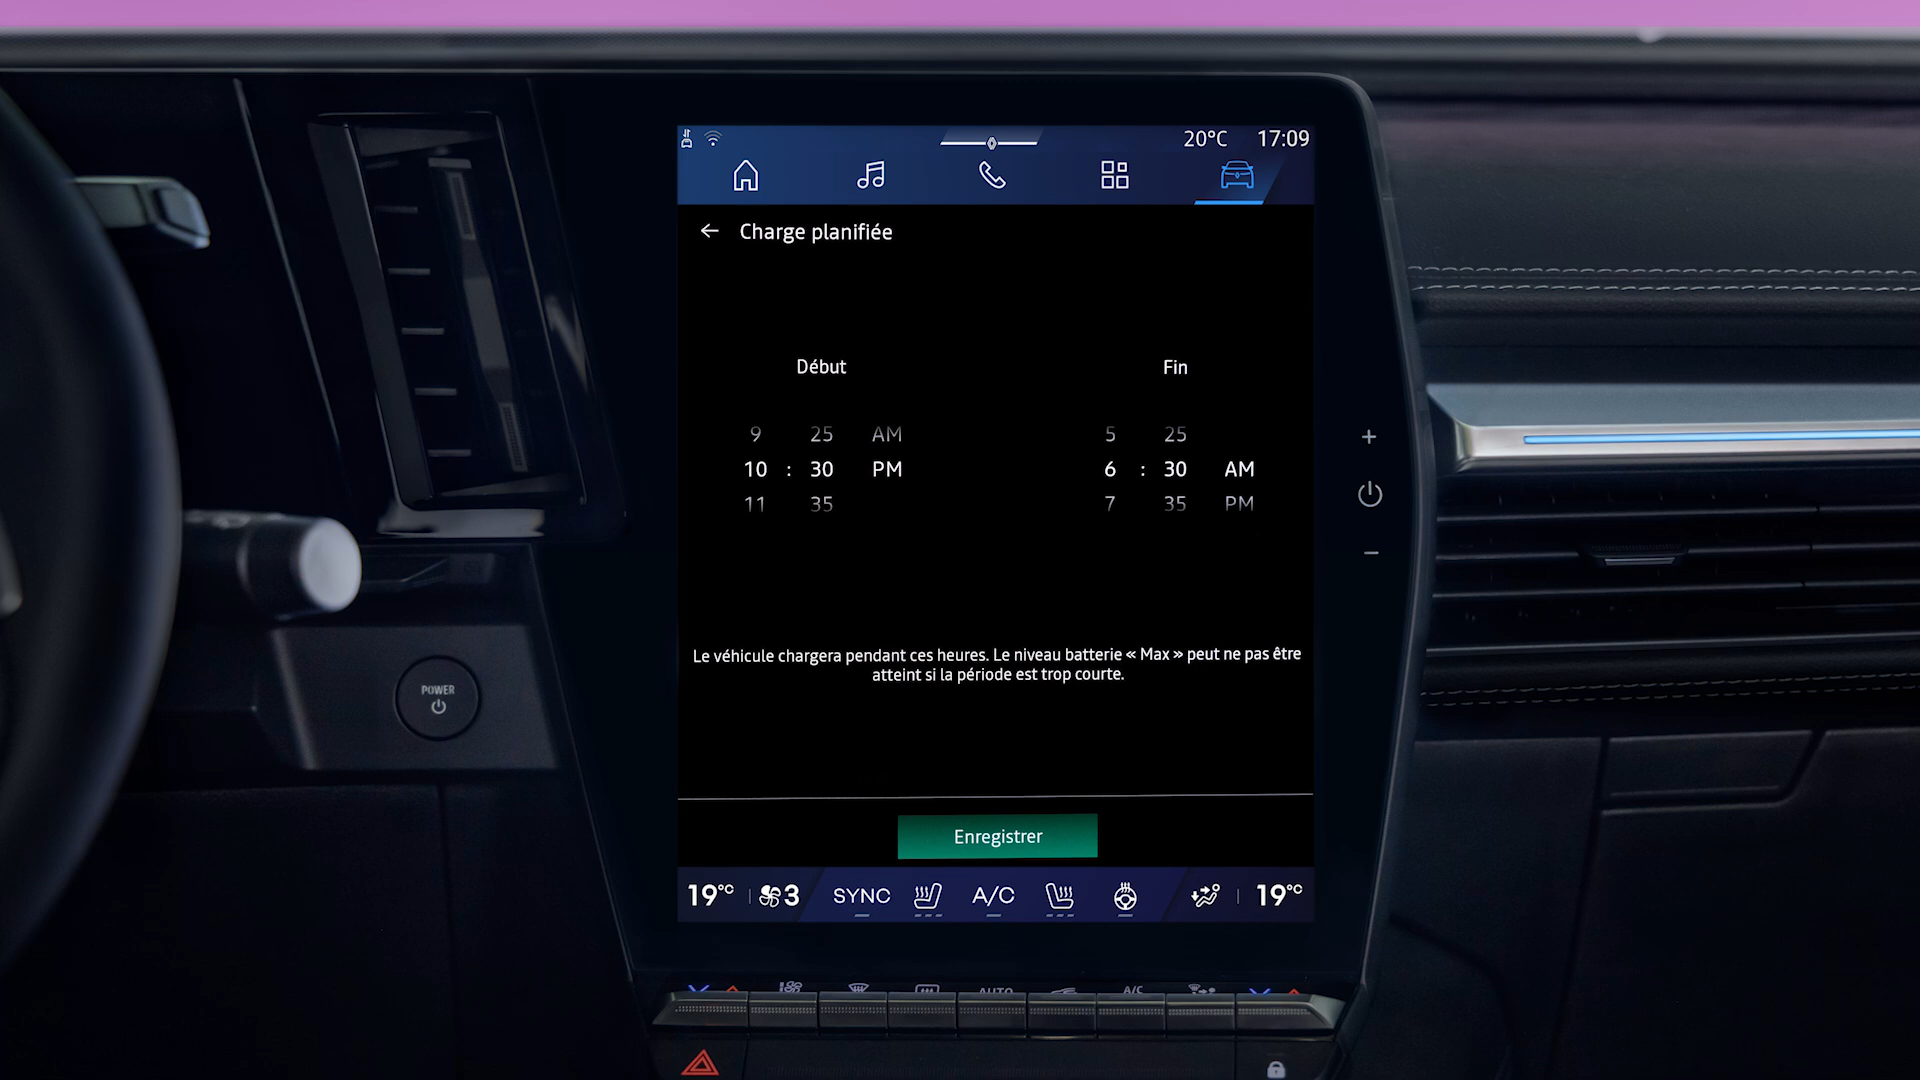 20°C 17:09
Charge planifiée
Début Fin
9 25 AM 5 25
10 : 30 PM 6 : 30 AM
11 35 7 35 PM
Le véhicule chargera pendant ces heures. Le niveau batterie « Max » peut ne pas être
atteint si la période est trop courte.
POWER
Enregistrer
19°C 3 SYNC A/C 19°C
AUTO A/C